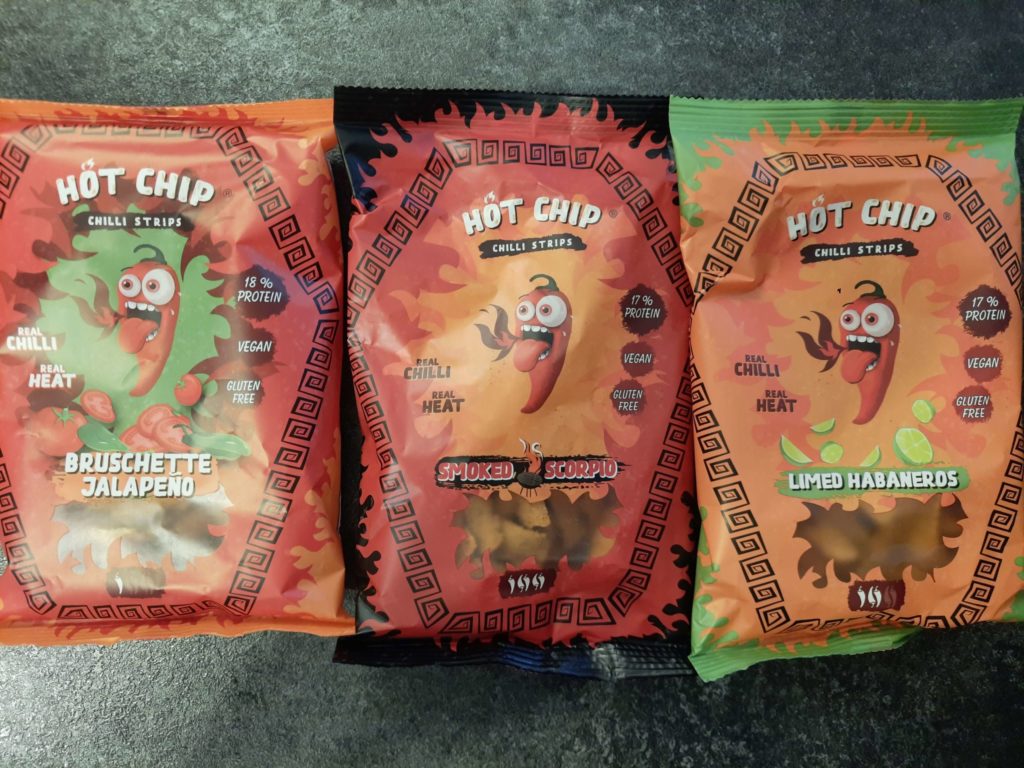 HOT CHIP ®
CHILLI STRIPS
18 %
PROTEIN
REAL
CHILLI
VEGAN
REAL
HEAT
GLUTEN
FREE
BRUSCHETTE
JALAPEÑO
HOT CHIP ®
CHILLI STRIPS
17 %
PROTEIN
REAL
CHILLI
VEGAN
REAL
HEAT
GLUTEN
FREE
SMOKED SCORPIO
HOT CHIP ®
CHILLI STRIPS
17 %
PROTEIN
REAL
CHILLI
VEGAN
REAL
HEAT
GLUTEN
FREE
LIMED HABANEROS